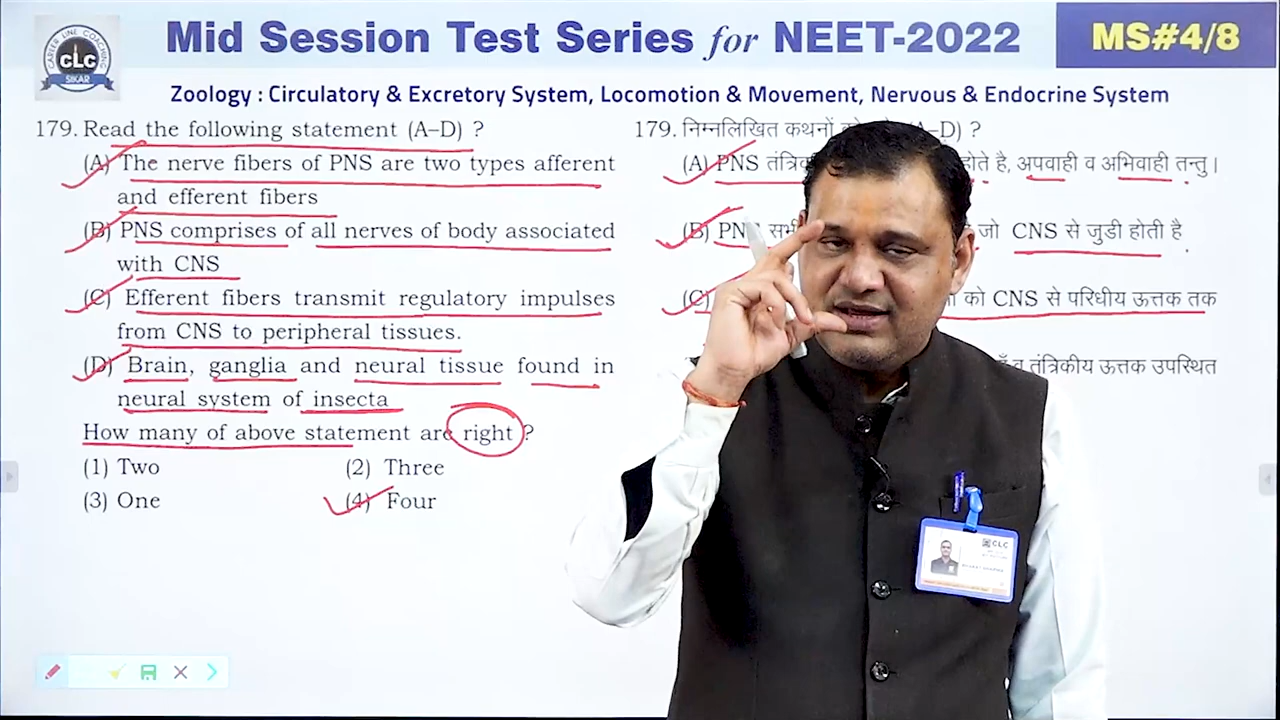 Mid Session Test Series for NEET-2022
MS#4/8
CAREER LINE COACHING
CLC
SIKAR
Zoology : Circulatory & Excretory System, Locomotion & Movement, Nervous & Endocrine System
179. Read the following statement (A–D) ?
(A) The nerve fibers of PNS are two types afferent
and efferent fibers
(B) PNS comprises of all nerves of body associated
with CNS
(C) Efferent fibers transmit regulatory impulses
from CNS to peripheral tissues.
(D) Brain, ganglia and neural tissue found in
neural system of insecta
How many of above statement are right ?
(1) Two (2) Three
(3) One (4) Four
179. निम्नलिखित कथनों (A–D) ?
(A) PNS होते है, अपवाही व अभिवाही तन्तु।
(B) PNS जो CNS से जुडी होती है
(C) को CNS से परिधीय ऊत्तक तक
व तंत्रिकीय ऊत्तक उपस्थित
CLC